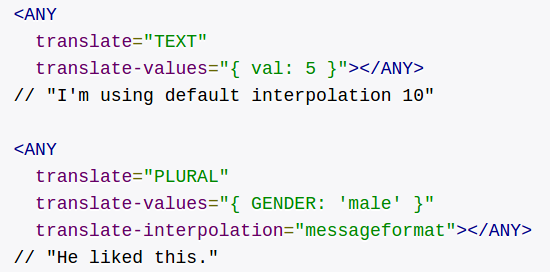 <ANY
translate="TEXT"
translate-values="{ val: 5 }"></ANY>
// "I'm using default interpolation 10"
<ANY
translate="PLURAL"
translate-values="{ GENDER: 'male' }"
translate-interpolation="messageformat"></ANY>
// "He liked this."